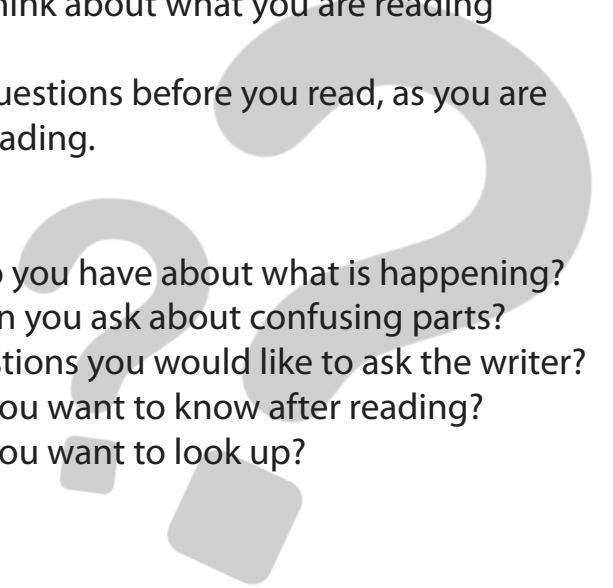 hink about what you are reading
uestions before you read, as you are
ading.
you have about what is happening?
n you ask about confusing parts?
stions you would like to ask the writer?
ou want to know after reading?
ou want to look up?